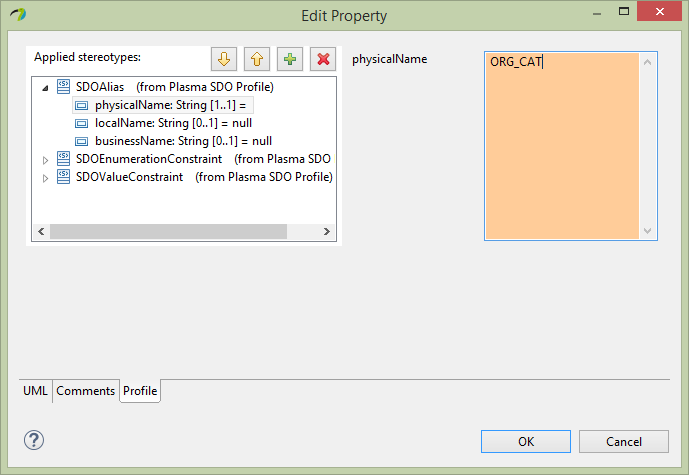 Edit Property
Applied stereotypes:
SDOAlias (from Plasma SDO Profile)
physicalName: String [1..1] =
localName: String [0..1] = null
businessName: String [0..1] = null
SDOEnumerationConstraint (from Plasma SDO
SDOValueConstraint (from Plasma SDO Profile)
physicalName
ORG_CAT
UML
Comments
Profile
OK
Cancel